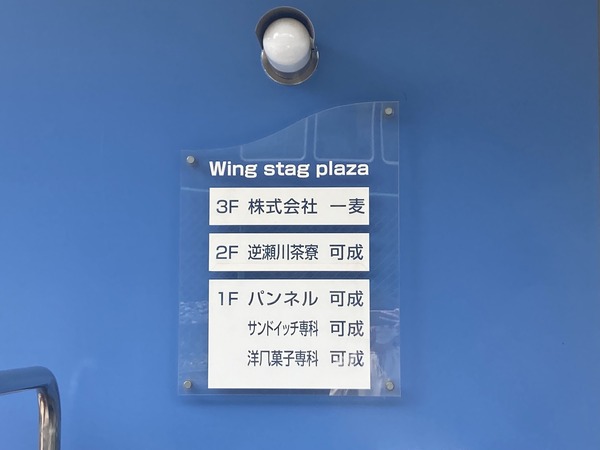 Wing stag plaza
3F 株式会社 一麦
2F 逆瀬川茶寮 可成
1F パンネル 可成
サンドイッチ専科 可成
洋凢菓子専科 可成